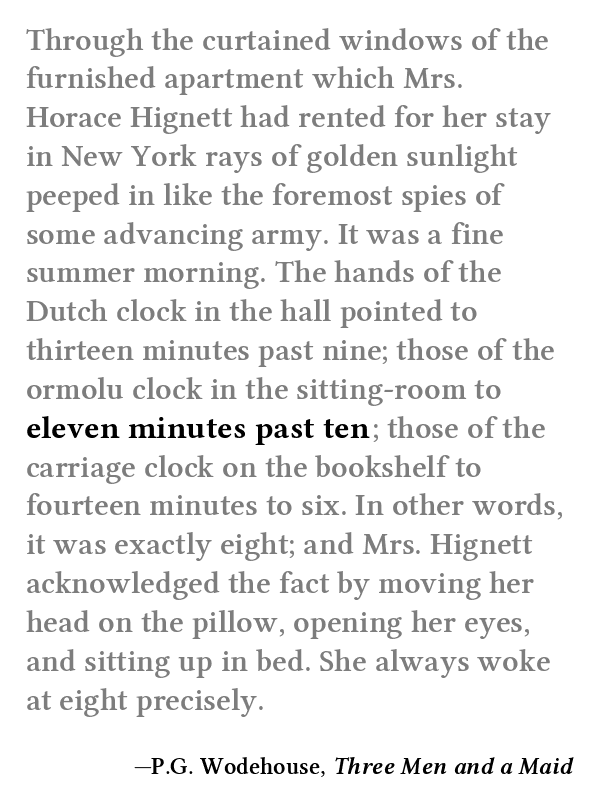 Through the curtained windows of the
furnished apartment which Mrs.
Horace Hignett had rented for her stay
in New York rays of golden sunlight
peeped in like the foremost spies of
some advancing army. It was a fine
summer morning. The hands of the
Dutch clock in the hall pointed to
thirteen minutes past nine; those of the
ormolu clock in the sitting-room to
eleven minutes past ten; those of the
carriage clock on the bookshelf to
fourteen minutes to six. In other words,
it was exactly eight; and Mrs. Hignett
acknowledged the fact by moving her
head on the pillow, opening her eyes,
and sitting up in bed. She always woke
at eight precisely.
—P.G. Wodehouse, Three Men and a Maid